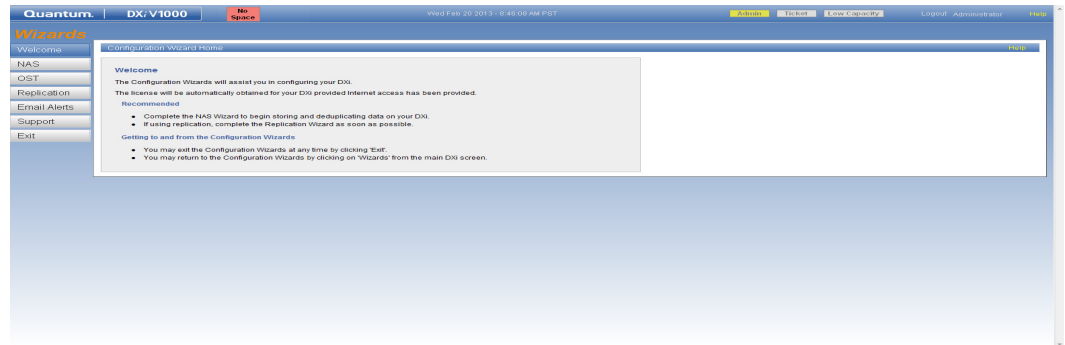 Quantum. DXi V1000 No Space Wed Feb 20 2013 - 8:48:08 AM PST Admin Ticket Low Capacity Logout Administrator Help
Wizards
Welcome
NAS
OST
Replication
Email Alerts
Support
Exit
Configuration Wizard Home Help
Welcome
The Configuration Wizards will assist you in configuring your DXi.
The license will be automatically obtained for your DXi provided Internet access has been provided.
Recommended
• Complete the NAS Wizard to begin storing and deduplicating data on your DXi.
• If using replication, complete the Replication Wizard as soon as possible.
Getting to and from the Configuration Wizards
• You may exit the Configuration Wizards at any time by clicking 'Exit'.
• You may return to the Configuration Wizards by clicking on 'Wizards' from the main DXi screen.